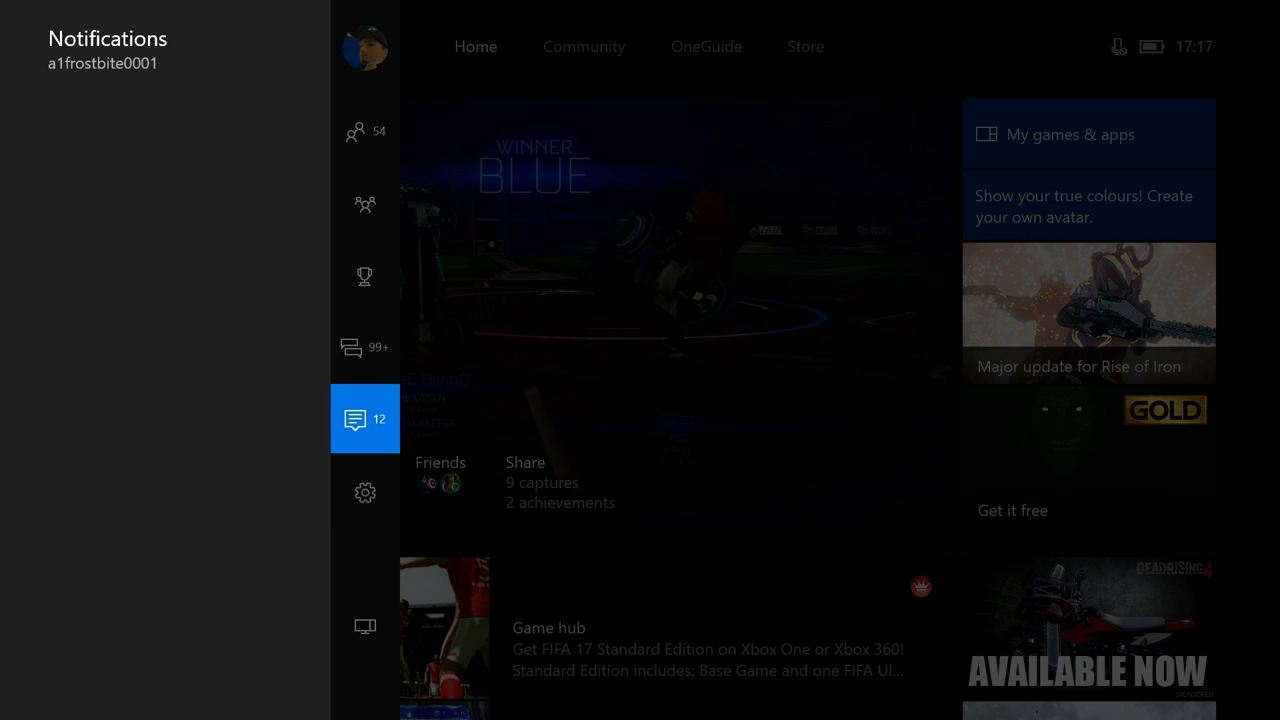 Notifications
a1frostbite0001
54
99+
12
Home
Community
OneGuide
Store
17:17
WINNER
BLUE
Friends
Share
9 captures
2 achievements
My games & apps
Show your true colours! Create
your own avatar.
Major update for Rise of Iron
GOLD
Get it free
Game hub
Get FIFA 17 Standard Edition on Xbox One or Xbox 360!
Standard Edition includes: Base Game and one FIFA Ul...
DEADRISING 4
AVAILABLE NOW
SPONSORED